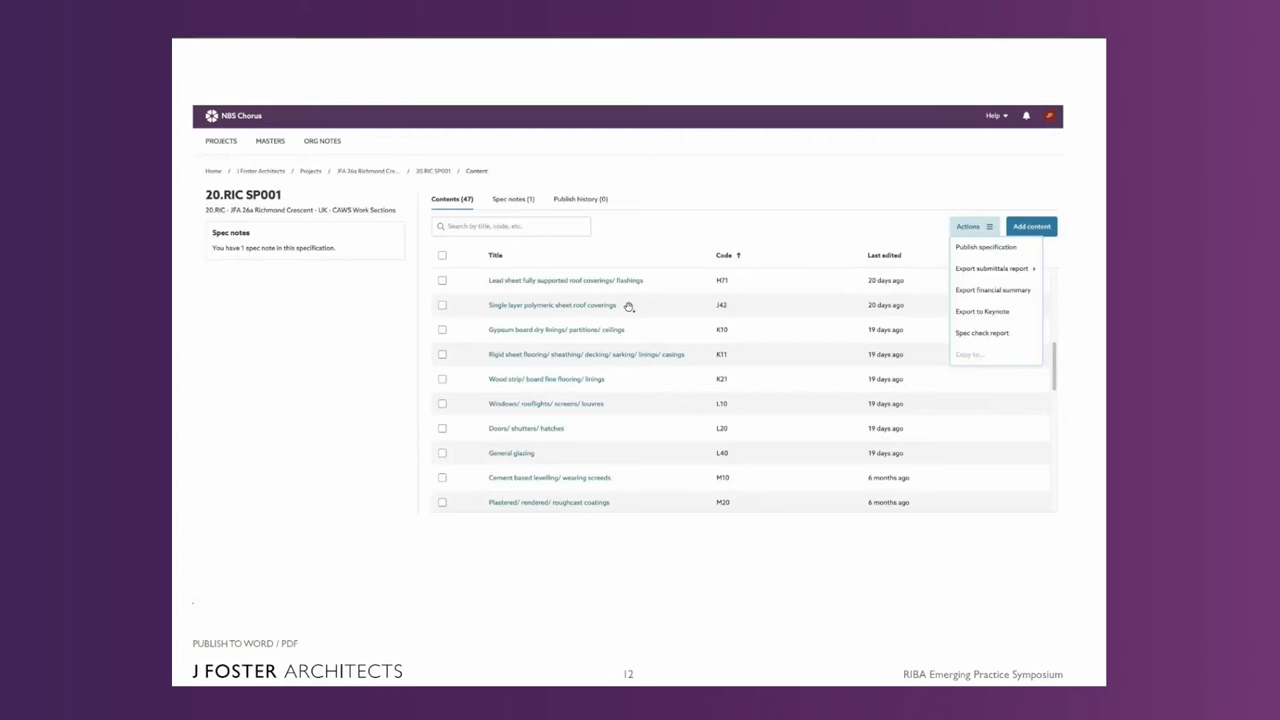 NBS Chorus
Help
JF
PROJECTS MASTERS ORG NOTES
Home / J Foster Architects / Projects / JFA 26a Richmond Cre... / 20.RIC SP001 / Content
20.RIC SP001
20.RIC - JFA 26a Richmond Crescent - UK - CAWS Work Sections
Spec notes
You have 1 spec note in this specification.
Contents (47) Spec notes (1) Publish history (0)
Search by title, code, etc.
Actions Add content
Publish specification
Export submittals report
Export financial summary
Export to Keynote
Spec check report
Copy to...
Title Code Last edited
Lead sheet fully supported roof coverings/ flashings H71 20 days ago
Single layer polymeric sheet roof coverings J42 20 days ago
Gypsum board dry linings/ partitions/ ceilings K10 19 days ago
Rigid sheet flooring/ sheathing/ decking/ sarking/ linings/ casings K11 19 days ago
Wood strip/ board fine flooring/ linings K21 19 days ago
Windows/ rooflights/ screens/ louvres L10 19 days ago
Doors/ shutters/ hatches L20 19 days ago
General glazing L40 19 days ago
Cement based levelling/ wearing screeds M10 6 months ago
Plastered/ rendered/ roughcast coatings M20 6 months ago
PUBLISH TO WORD / PDF
J FOSTER ARCHITECTS
12
RIBA Emerging Practice Symposium